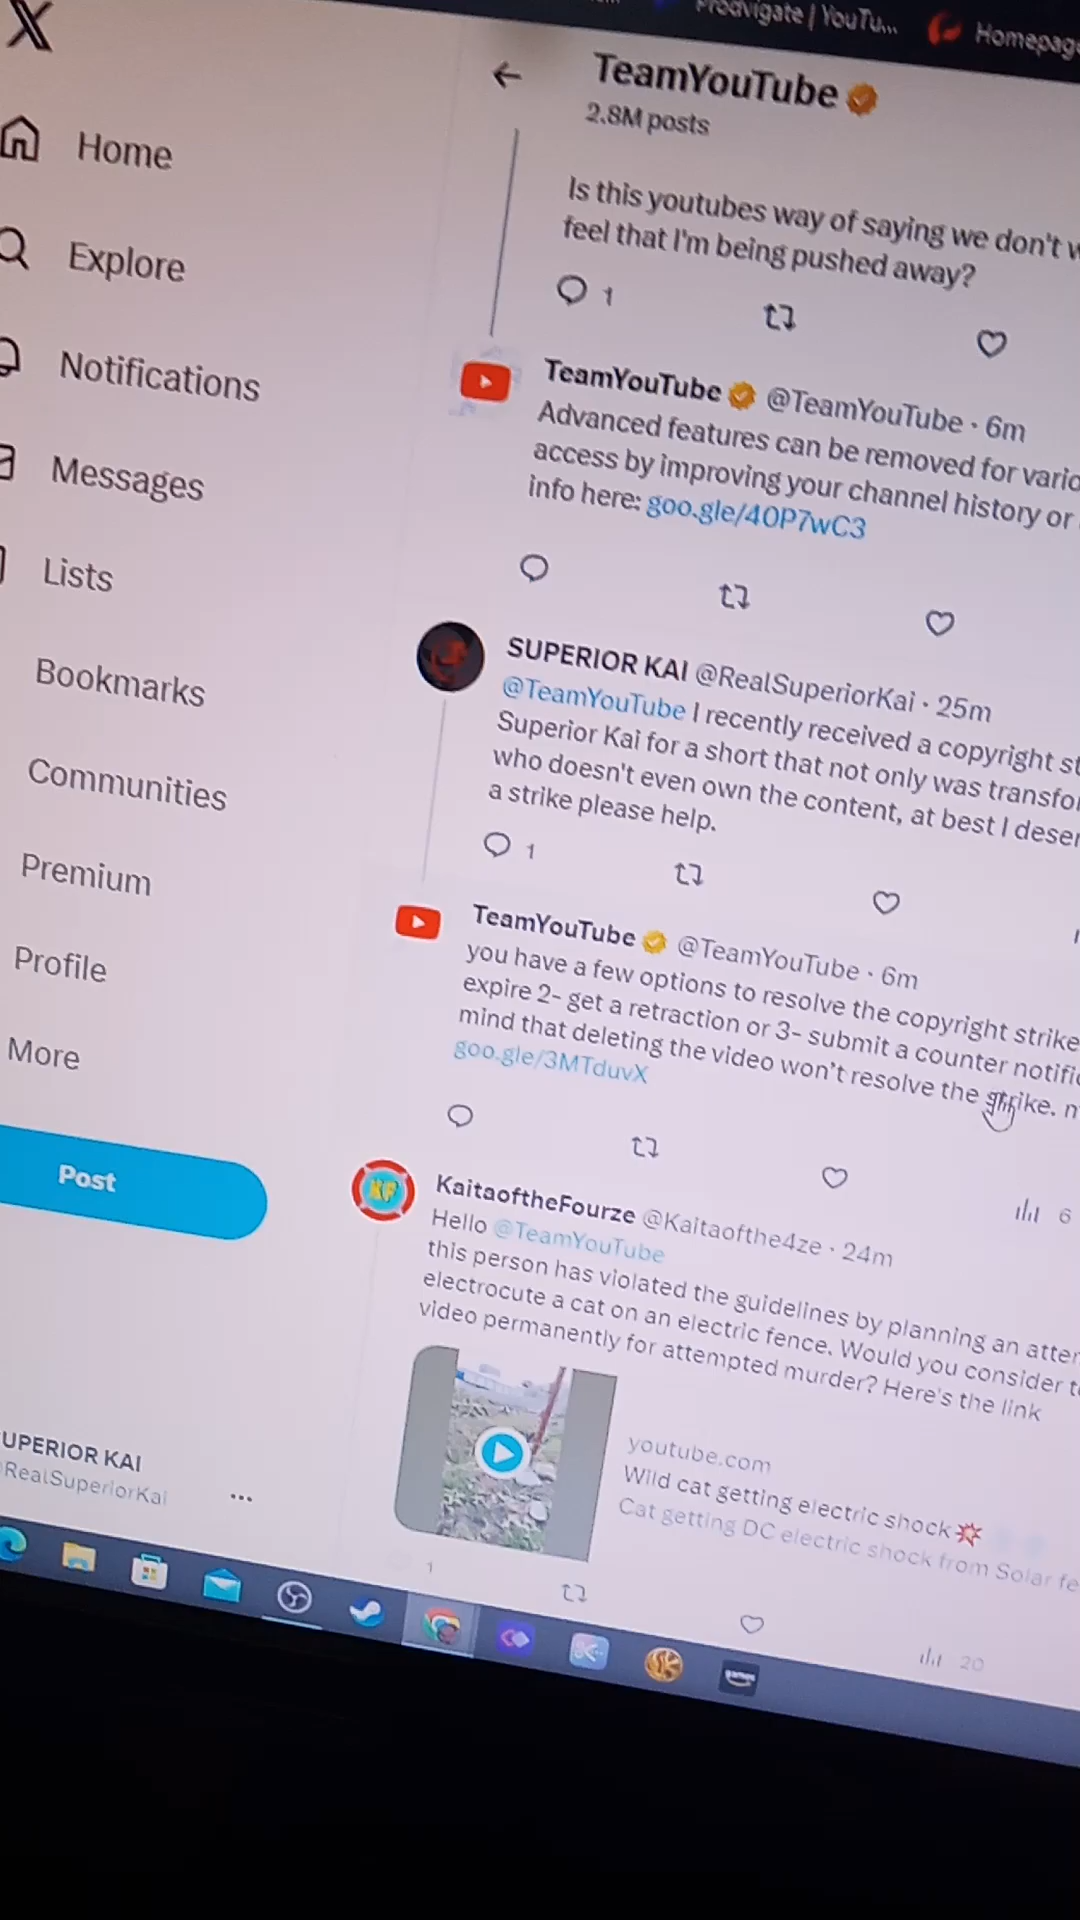 Prodvigate | YouTu...
Homepage
TeamYouTube
2.8M posts
Home
Explore
Notifications
Messages
Lists
Bookmarks
Communities
Premium
Profile
More
Post
Is this youtubes way of saying we don't
feel that I'm being pushed away?
1
TeamYouTube @TeamYouTube · 6m
Advanced features can be removed for
access by improving your channel history or
info here: goo.gle/40P7wC3
SUPERIOR KAI @RealSuperiorKai · 25m
@TeamYouTube I recently received a copyright
Superior Kai for a short that not only was
who doesn't even own the content, at best I
a strike please help.
1
TeamYouTube @TeamYouTube · 6m
you have a few options to resolve the copyright strike
expire 2- get a retraction or 3- submit a counter
mind that deleting the video won't resolve the strike.
goo.gle/3MTduvX
6
KaitaoftheFourze @Kaitaofthe4ze · 24m
Hello @TeamYouTube
this person has violated the guidelines by planning an
electrocute a cat on an electric fence. Would you consider
video permanently for attempted murder? Here's the link
KF
youtube.com
Wild cat getting electric shock💥
Cat getting DC electric shock from Solar
1
20
UPERIOR KAI
RealSuperiorKai
...
games